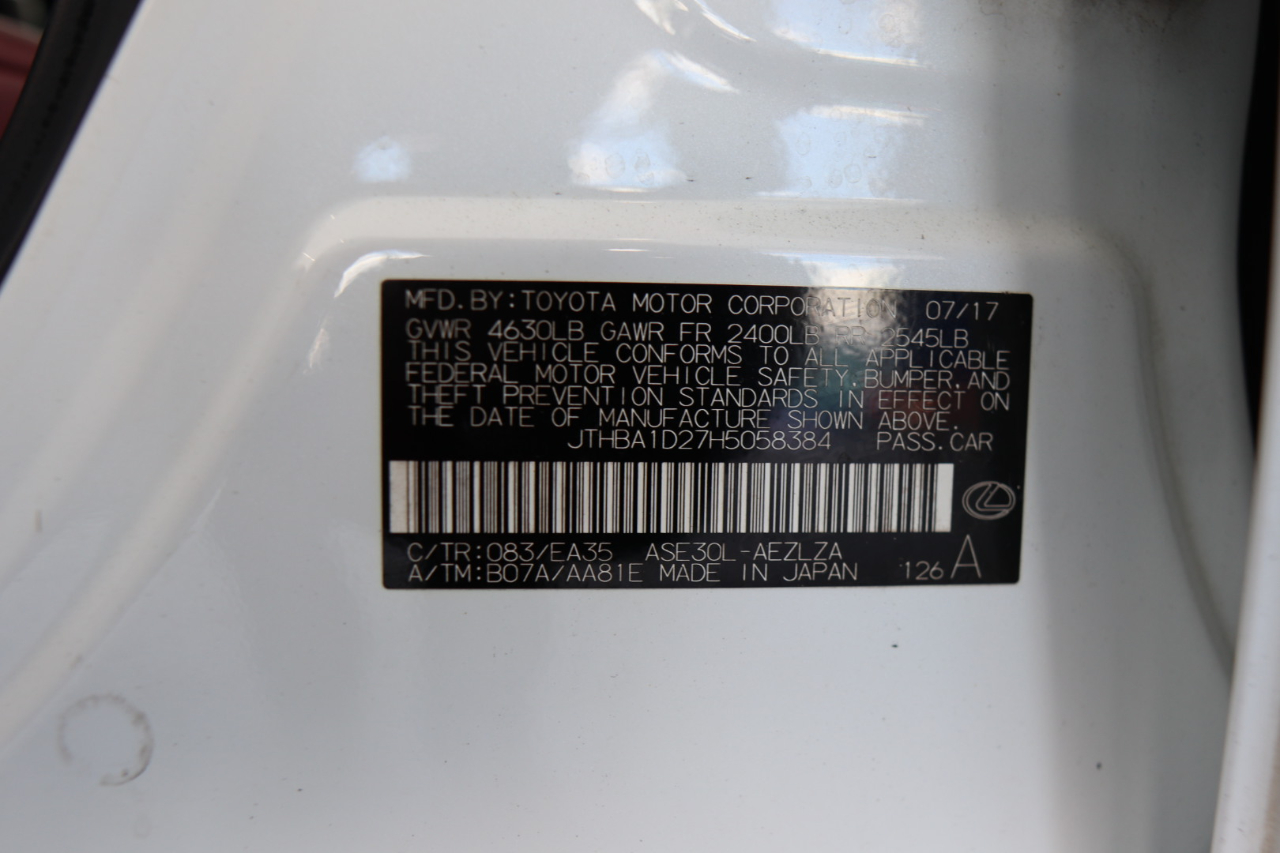 MFD.BY:TOYOTA MOTOR CORPORATION 07/17
GVWR 4630LB GAWR FR 2400LB RR 2545LB
THIS VEHICLE CONFORMS TO ALL APPLICABLE
FEDERAL MOTOR VEHICLE SAFETY,BUMPER,AND
THEFT PREVENTION STANDARDS IN EFFECT ON
THE DATE OF MANUFACTURE SHOWN ABOVE.
JTHBA1D27H5058384 PASS.CAR
C/TR:083/EA35 ASE30L-AEZLZA
A/TM:B07A/AA81E MADE IN JAPAN 126 A